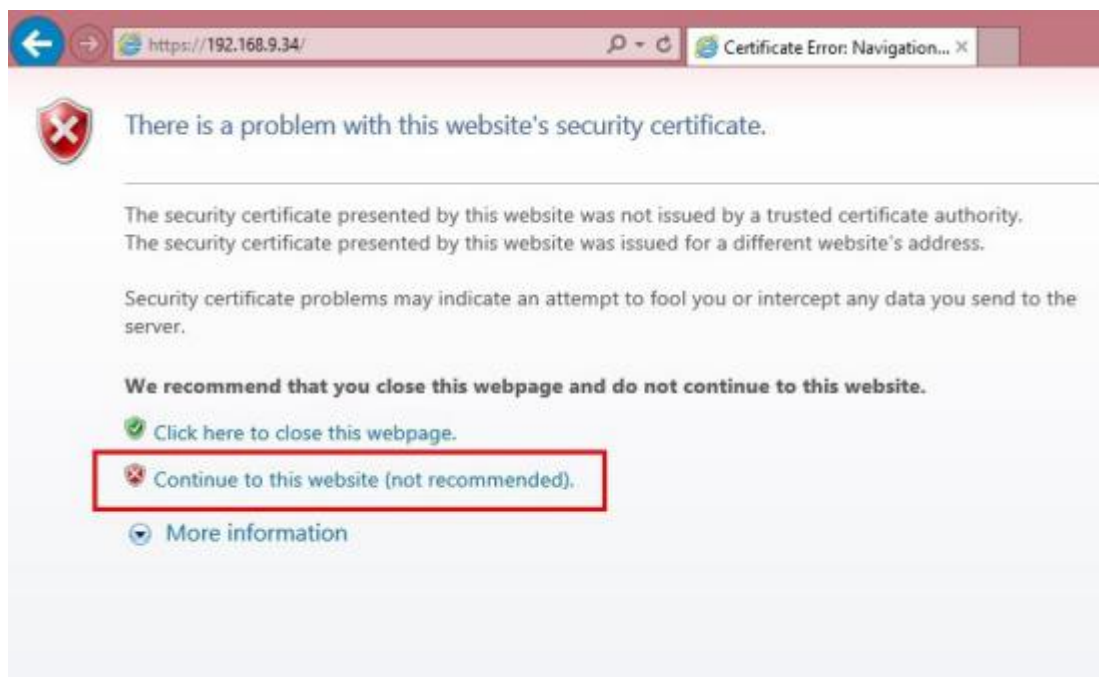 https://192.168.9.34/
Certificate Error: Navigation...
There is a problem with this website's security certificate.
The security certificate presented by this website was not issued by a trusted certificate authority.
The security certificate presented by this website was issued for a different website's address.
Security certificate problems may indicate an attempt to fool you or intercept any data you send to the
server.
We recommend that you close this webpage and do not continue to this website.
Click here to close this webpage.
Continue to this website (not recommended).
More information